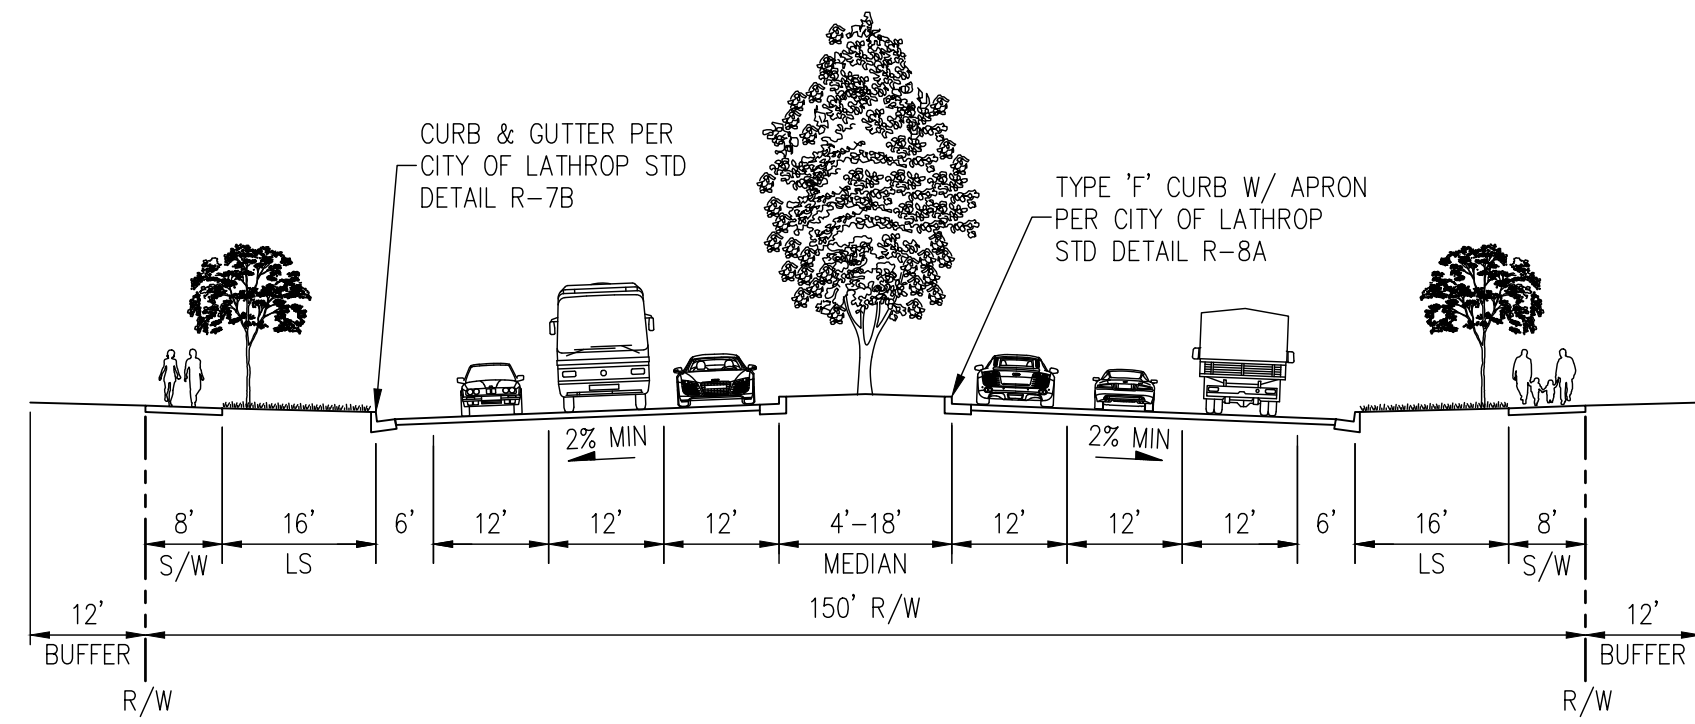 CURB & GUTTER PER
CITY OF LATHROP STD
DETAIL R-7B
TYPE 'F' CURB W/ APRON
PER CITY OF LATHROP
STD DETAIL R-8A
2% MIN
2% MIN
8' 16' 6' 12' 12' 12' 4'-18' 12' 12' 12' 6' 16' 8'
S/W LS MEDIAN LS S/W
150' R/W
12' 12'
BUFFER BUFFER
R/W R/W